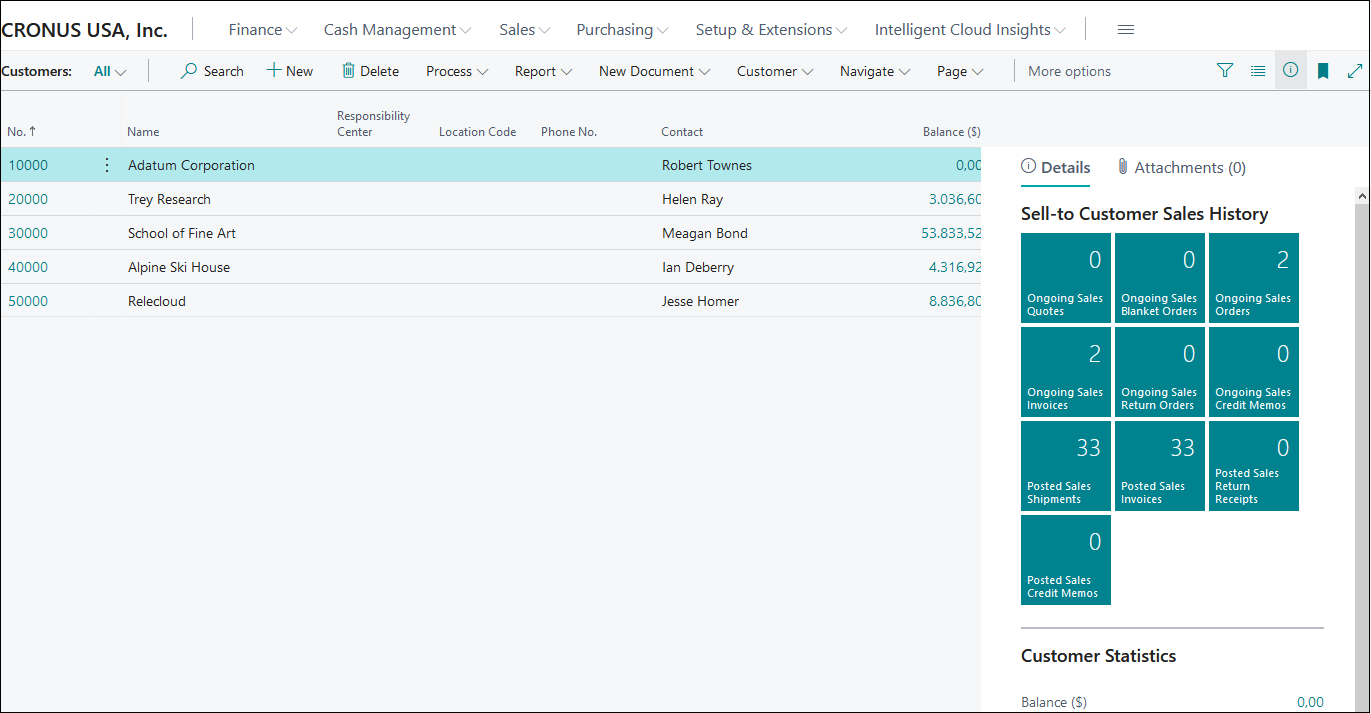 CRONUS USA, Inc. Finance Cash Management Sales Purchasing Setup & Extensions Intelligent Cloud Insights
Customers: All Search New Delete Process Report New Document Customer Navigate Page More options
No. ↑ Name Responsibility Center Location Code Phone No. Contact Balance ($)
10000 Adatum Corporation Robert Townes 0,00
20000 Trey Research Helen Ray 3.036,60
30000 School of Fine Art Meagan Bond 53.833,52
40000 Alpine Ski House Ian Deberry 4.316,92
50000 Relecloud Jesse Homer 8.836,80
Details Attachments (0)
Sell-to Customer Sales History
0
Ongoing Sales
Quotes
0
Ongoing Sales
Blanket Orders
2
Ongoing Sales
Orders
2
Ongoing Sales
Invoices
0
Ongoing Sales
Return Orders
0
Ongoing Sales
Credit Memos
33
Posted Sales
Shipments
33
Posted Sales
Invoices
0
Posted Sales
Return
Receipts
0
Posted Sales
Credit Memos
Customer Statistics
Balance ($) 0,00